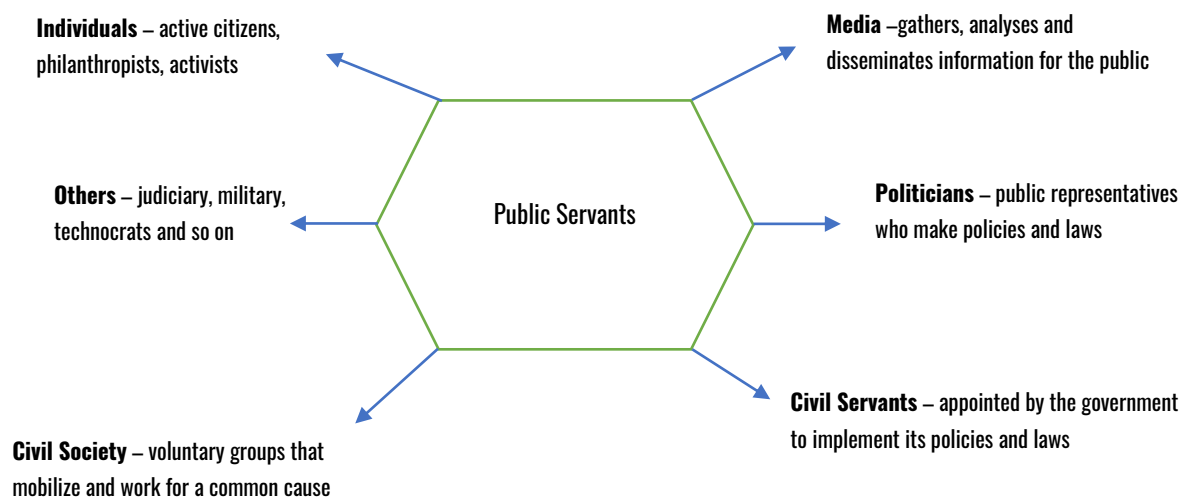 Individuals – active citizens,
philanthropists, activists
Media –gathers, analyses and
disseminates information for the public
Others – judiciary, military,
technocrats and so on
Public Servants
Politicians – public representatives
who make policies and laws
Civil Society – voluntary groups that
mobilize and work for a common cause
Civil Servants – appointed by the government
to implement its policies and laws